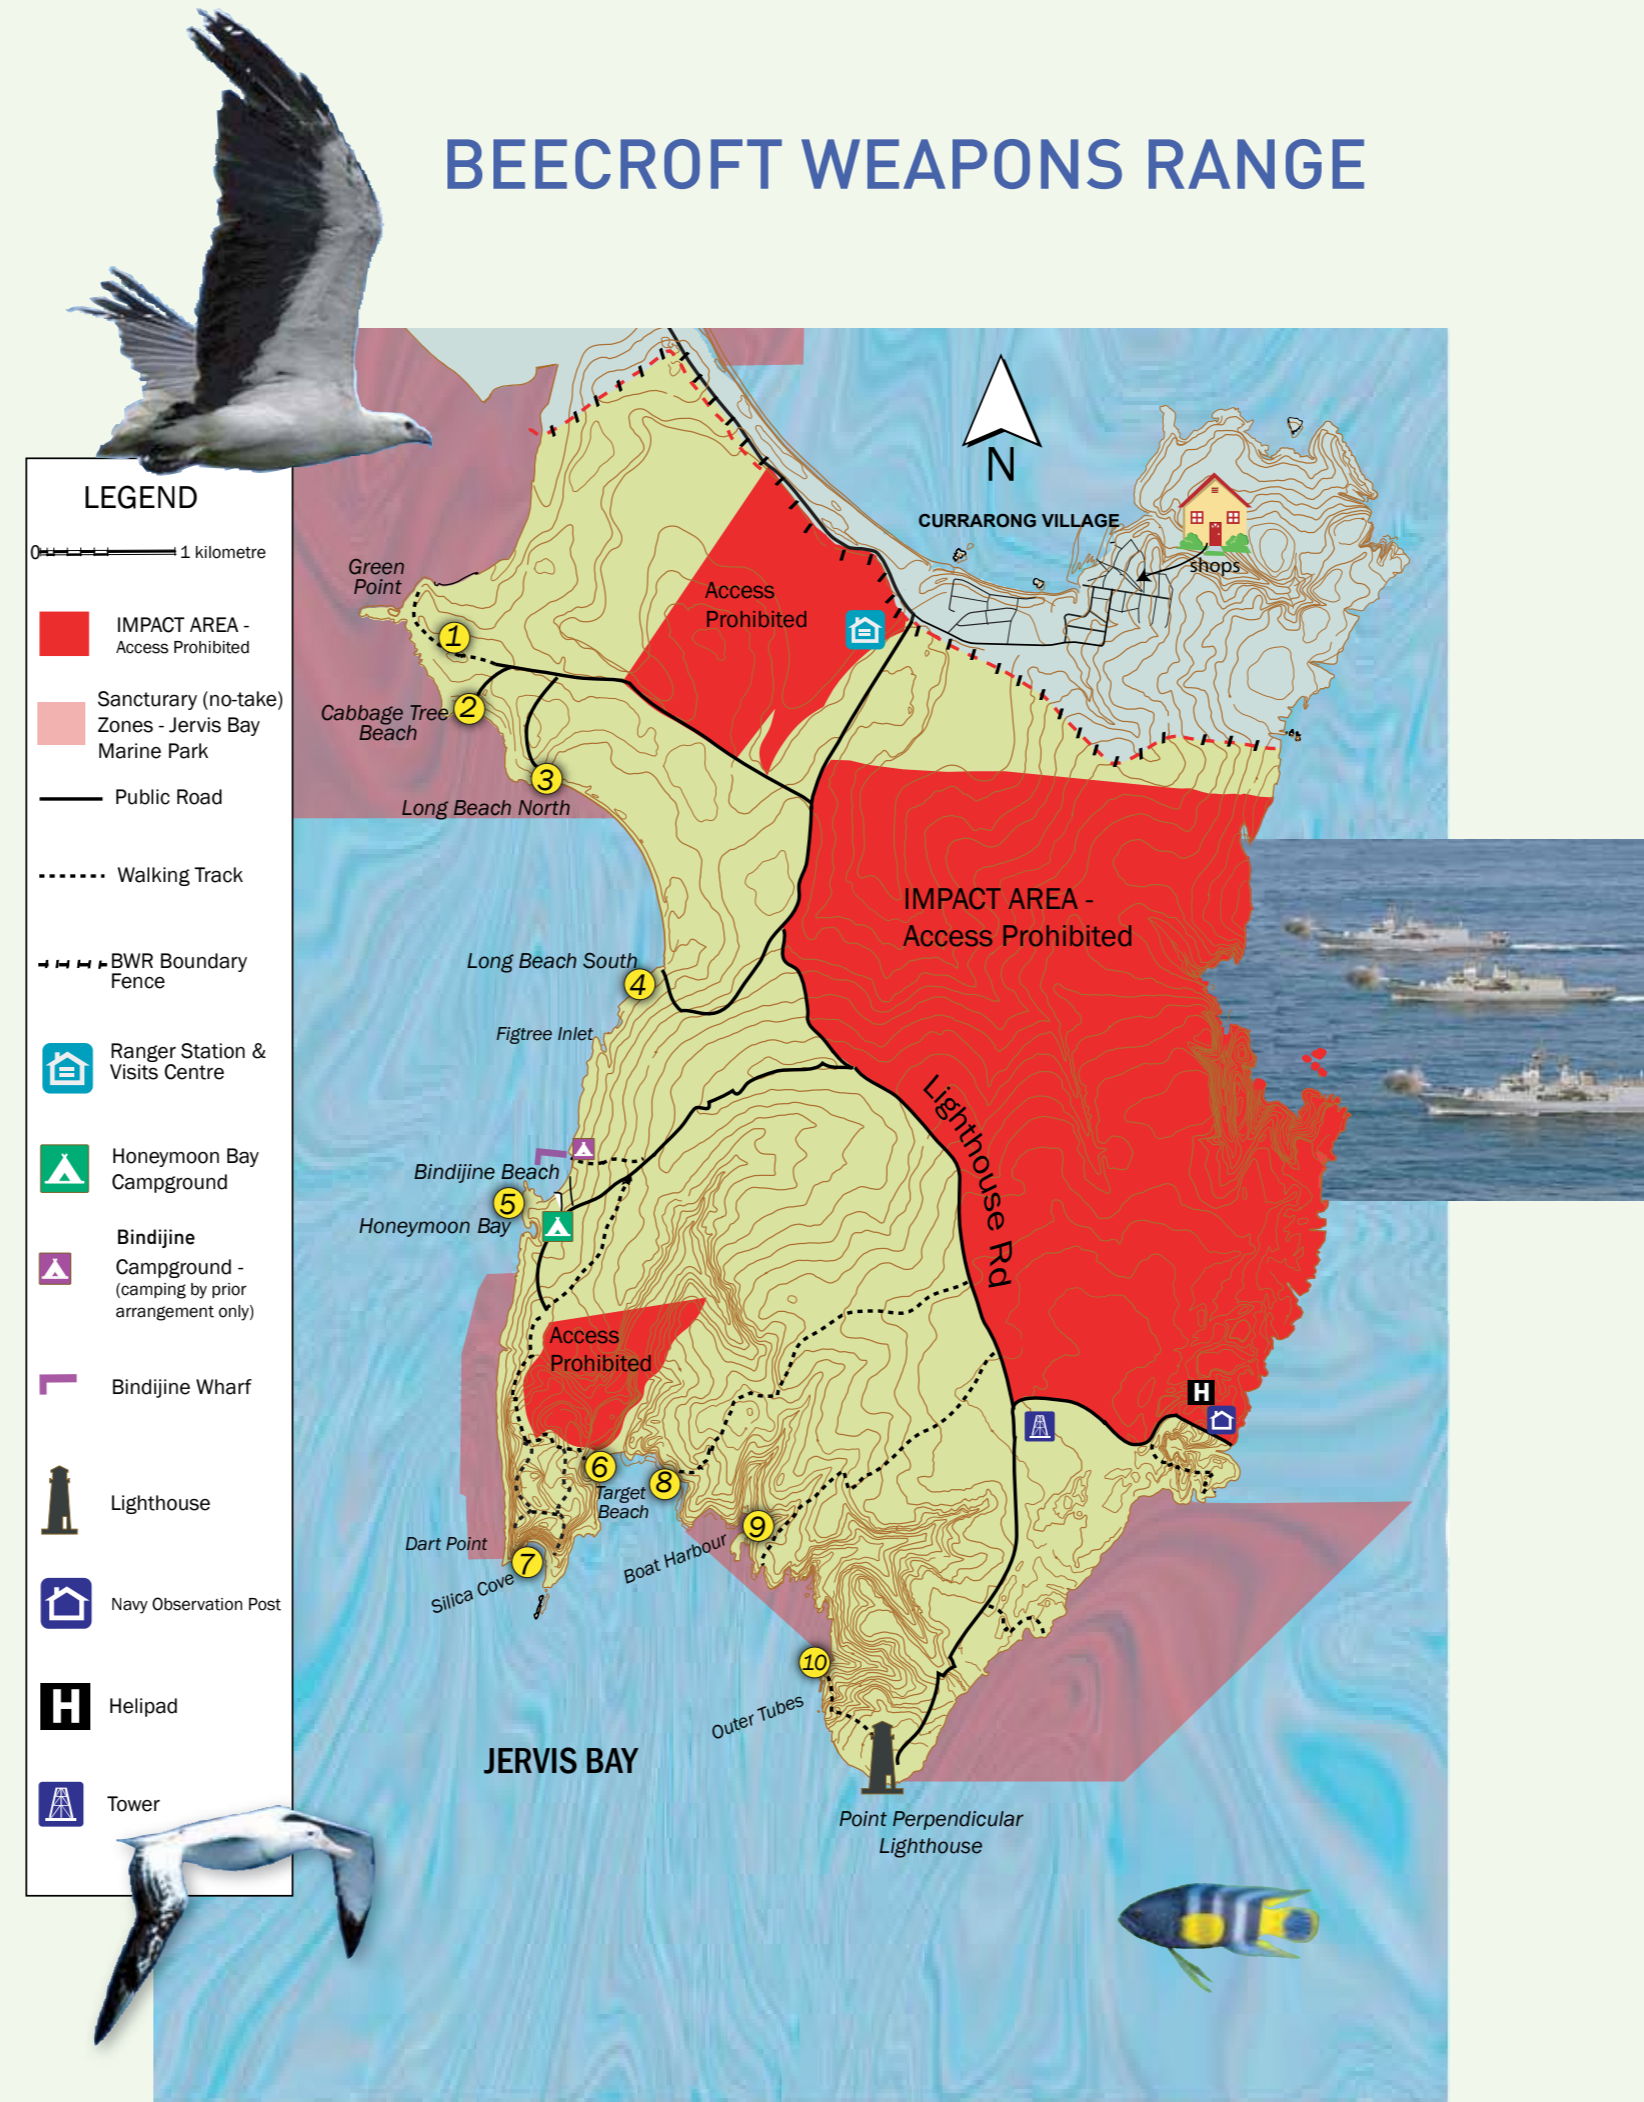 BEECROFT WEAPONS RANGE
LEGEND
0
1 kilometre
IMPACT AREA -
Access Prohibited
Sancturary (no-take)
Zones - Jervis Bay
Marine Park
Public Road
Walking Track
BWR Boundary
Fence
Ranger Station &
Visits Centre
Honeymoon Bay
Campground
Bindijine
Campground -
(camping by prior
arrangement only)
Bindijine Wharf
Lighthouse
Navy Observation Post
H
Helipad
Tower
N
CURRARONG VILLAGE
shops
Green
Point
1
Access
Prohibited
Cabbage Tree
Beach
2
3
Long Beach North
IMPACT AREA -
Access Prohibited
Long Beach South
4
Figtree Inlet
Lighthouse Rd
Bindijine Beach
5
Honeymoon Bay
Access
Prohibited
H
6
Target
Beach
8
9
Boat Harbour
Dart Point
7
Silica Cove
10
Outer Tubes
JERVIS BAY
Point Perpendicular
Lighthouse